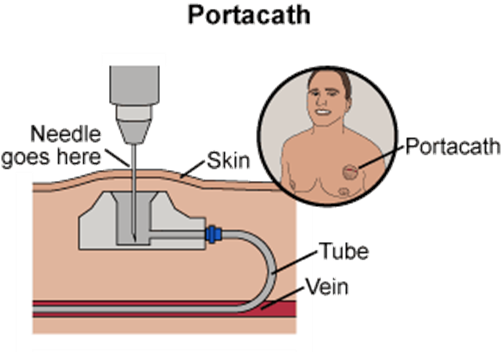 Portacath
Needle
goes here
Skin
Portacath
Tube
Vein